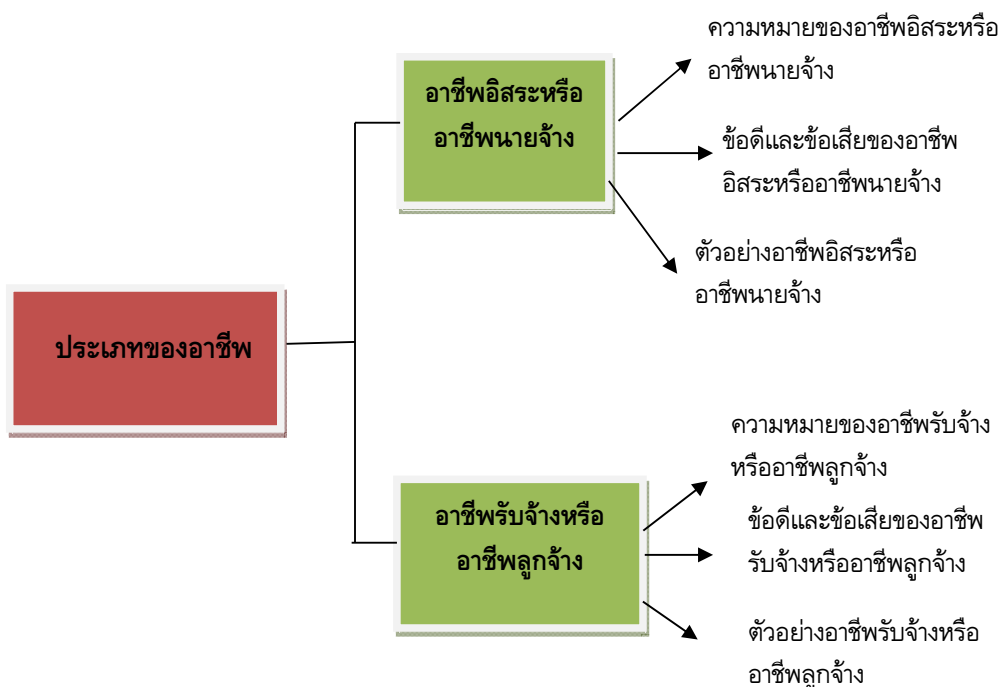 ประเภทของอาชีพ
อาชีพอิสระหรือ
อาชีพนายจ้าง
ความหมายของอาชีพอิสระหรือ
อาชีพนายจ้าง
ข้อดีและข้อเสียของอาชีพ
อิสระหรืออาชีพนายจ้าง
ตัวอย่างอาชีพอิสระหรือ
อาชีพนายจ้าง
อาชีพรับจ้างหรือ
อาชีพลูกจ้าง
ความหมายของอาชีพรับจ้าง
หรืออาชีพลูกจ้าง
ข้อดีและข้อเสียของอาชีพ
รับจ้างหรืออาชีพลูกจ้าง
ตัวอย่างอาชีพรับจ้างหรือ
อาชีพลูกจ้าง